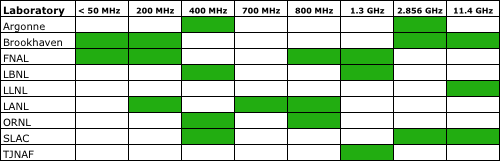 Laboratory < 50 MHz 200 MHz 400 MHz 700 MHz 800 MHz 1.3 GHz 2.856 GHz 11.4 GHz
Argonne
Brookhaven
FNAL
LBNL
LLNL
LANL
ORNL
SLAC
TJNAF